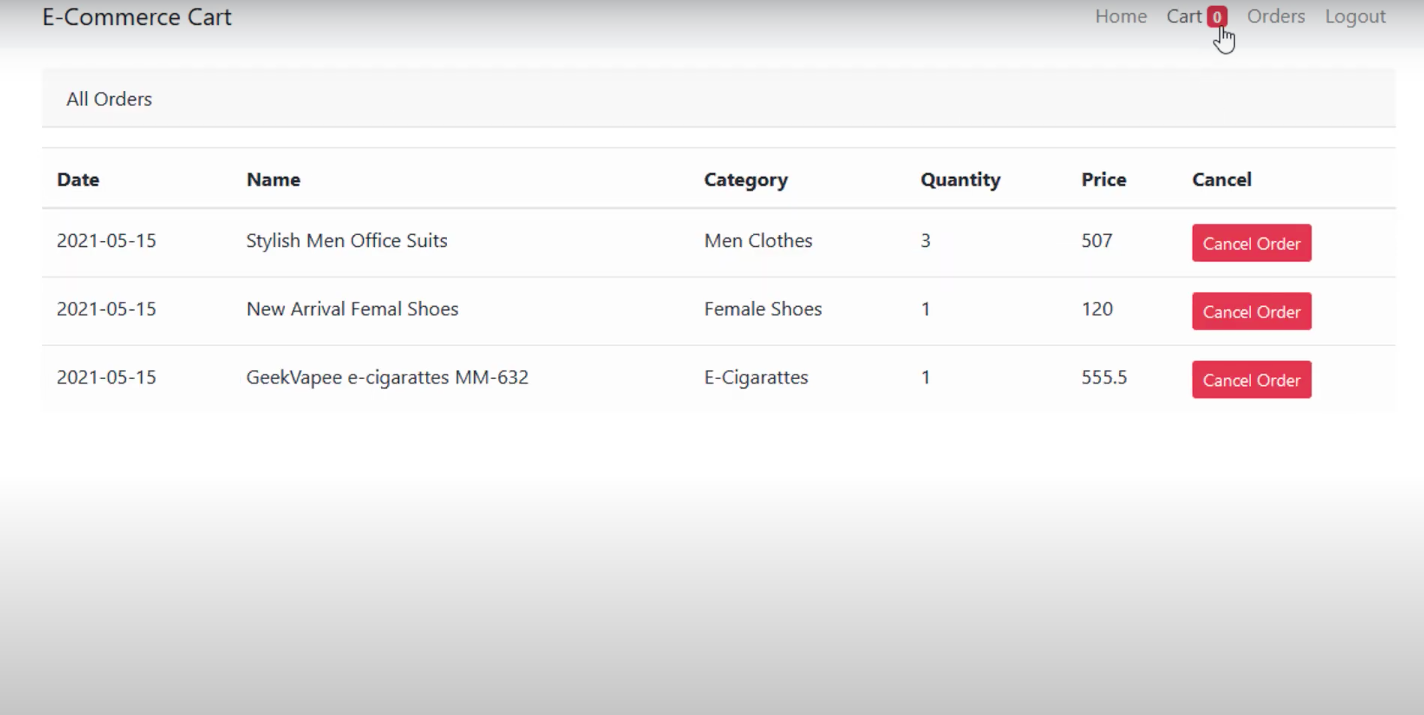 E-Commerce Cart Home Cart 0 Orders Logout
All Orders
Date Name Category Quantity Price Cancel
2021-05-15 Stylish Men Office Suits Men Clothes 3 507 Cancel Order
2021-05-15 New Arrival Femal Shoes Female Shoes 1 120 Cancel Order
2021-05-15 GeekVapee e-cigarattes MM-632 E-Cigarattes 1 555.5 Cancel Order